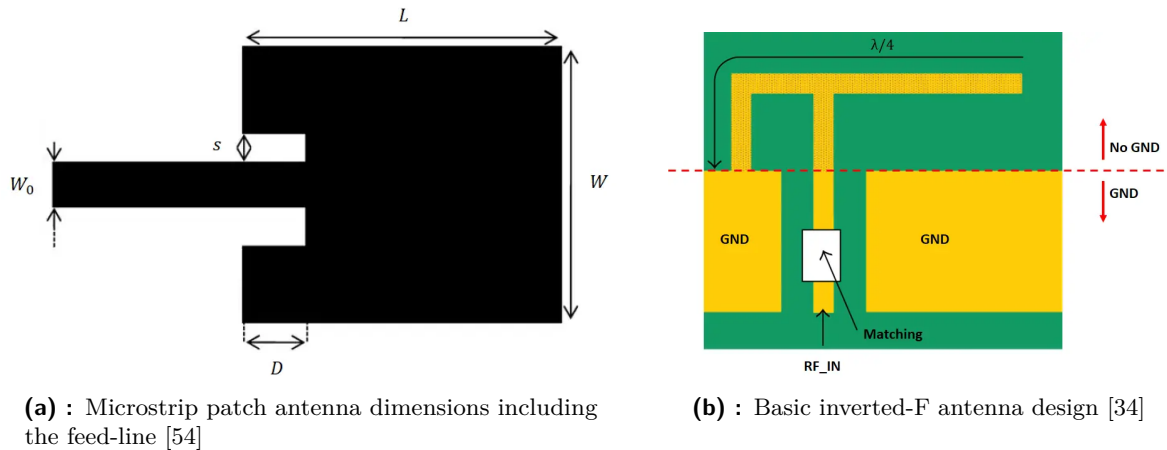 L
s
W₀
W
D
λ/4
No GND
GND
GND
GND
Matching
RF_IN
(a) : Microstrip patch antenna dimensions including
the feed-line [54]
(b) : Basic inverted-F antenna design [34]